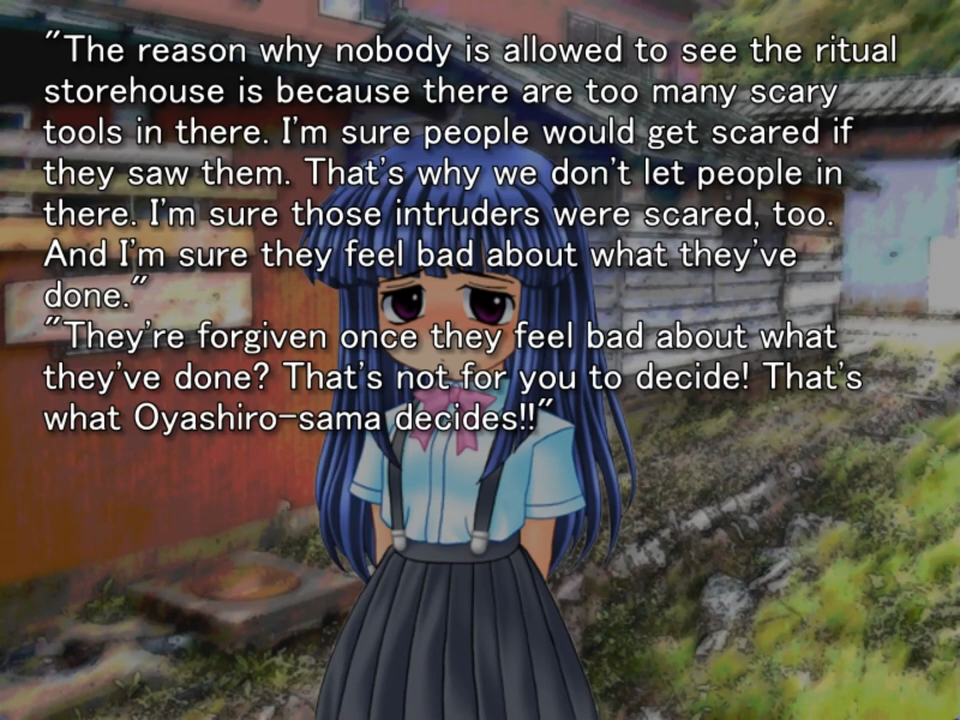 "The reason why nobody is allowed to see the ritual
storehouse is because there are too many scary
tools in there. I'm sure people would get scared if
they saw them. That's why we don't let people in
there. I'm sure those intruders were scared, too.
And I'm sure they feel bad about what they've
done."
"They're forgiven once they feel bad about what
they've done? That's not for you to decide! That's
what Oyashiro-sama decides!!"